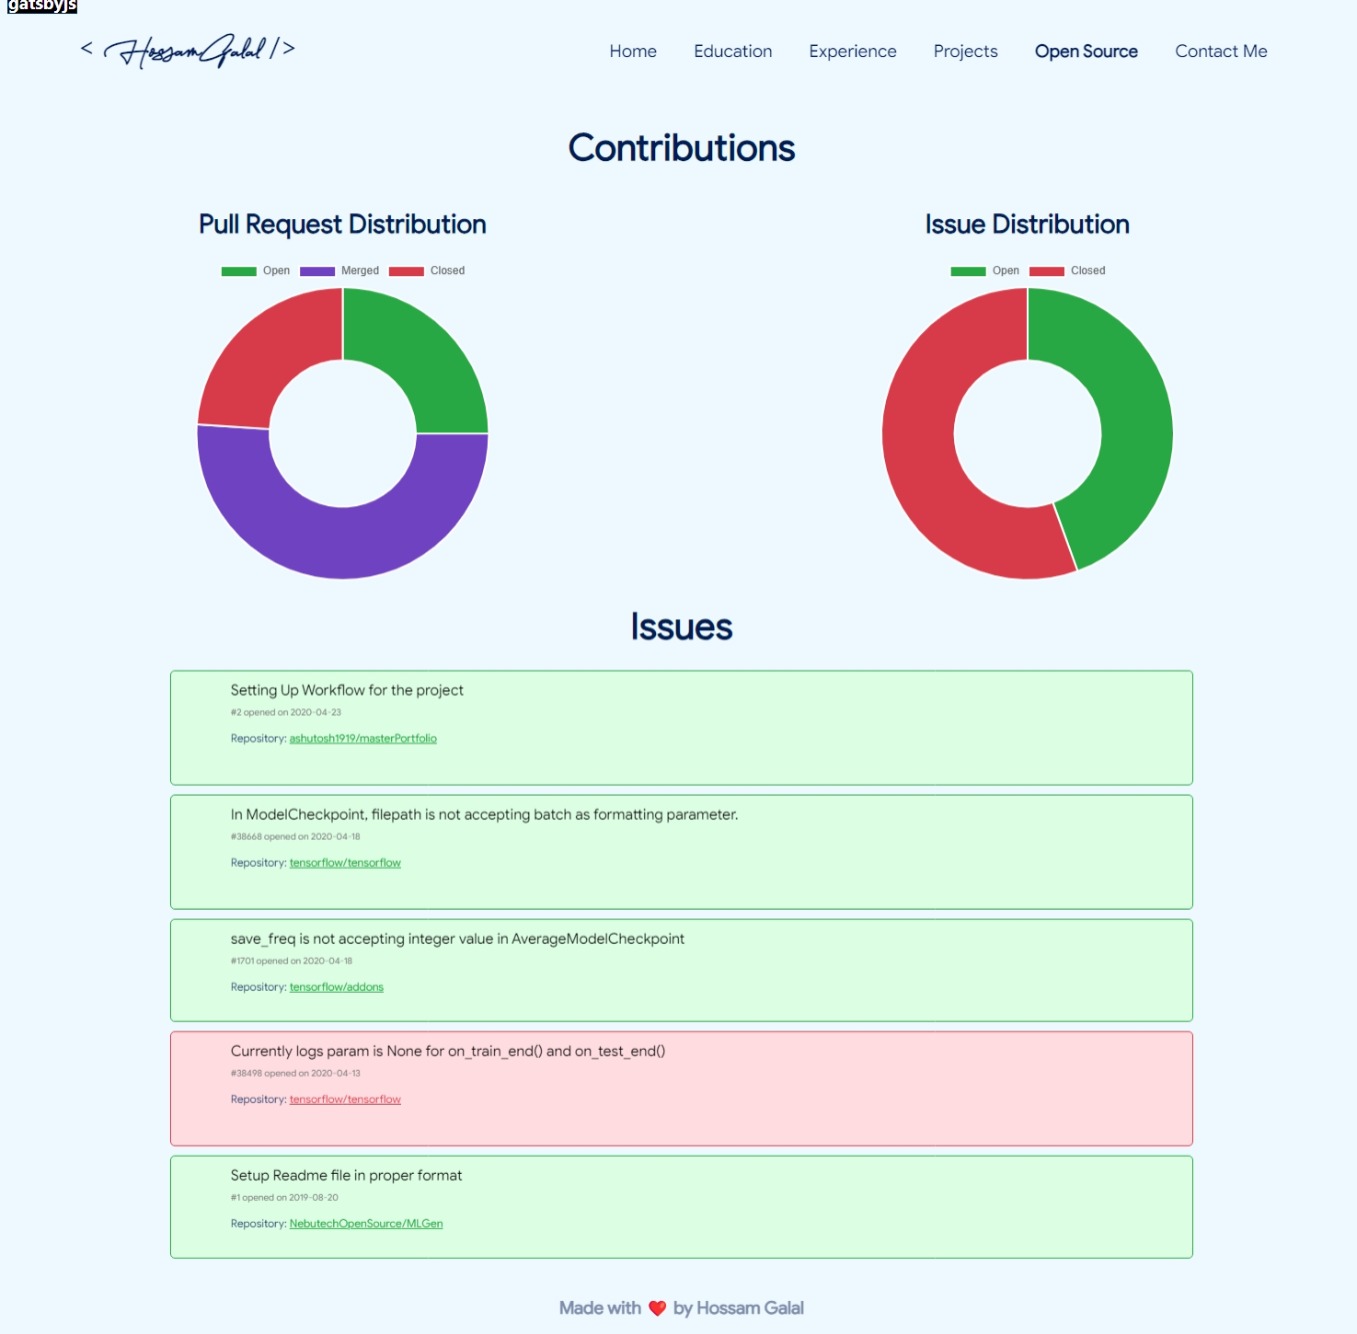 gatsbyjs
< HossamGalal />
Home Education Experience Projects Open Source Contact Me
Contributions
Pull Request Distribution
Issue Distribution
Open Merged Closed
Open Closed
Issues
Setting Up Workflow for the project
#2 opened on 2020-04-23
Repository: ashutosh1919/masterPortfolio
In ModelCheckpoint, filepath is not accepting batch as formatting parameter.
#38668 opened on 2020-04-18
Repository: tensorflow/tensorflow
save_freq is not accepting integer value in AverageModelCheckpoint
#1701 opened on 2020-04-18
Repository: tensorflow/addons
Currently logs param is None for on_train_end() and on_test_end()
#38498 opened on 2020-04-13
Repository: tensorflow/tensorflow
Setup Readme file in proper format
#1 opened on 2019-08-20
Repository: NebutechOpenSource/MLGen
Made with ❤️ by Hossam Galal